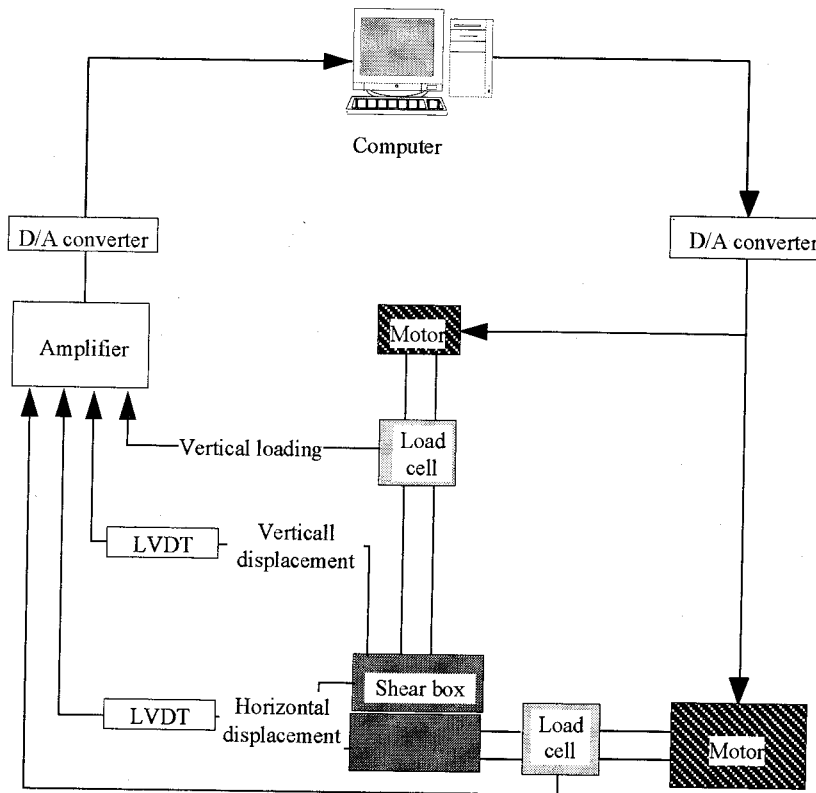 Computer
D/A converter
D/A converter
Amplifier
Motor
Vertical loading
Load
cell
LVDT
Verticall
displacement
Shear box
LVDT
Horizontal
displacement
Load
cell
Motor